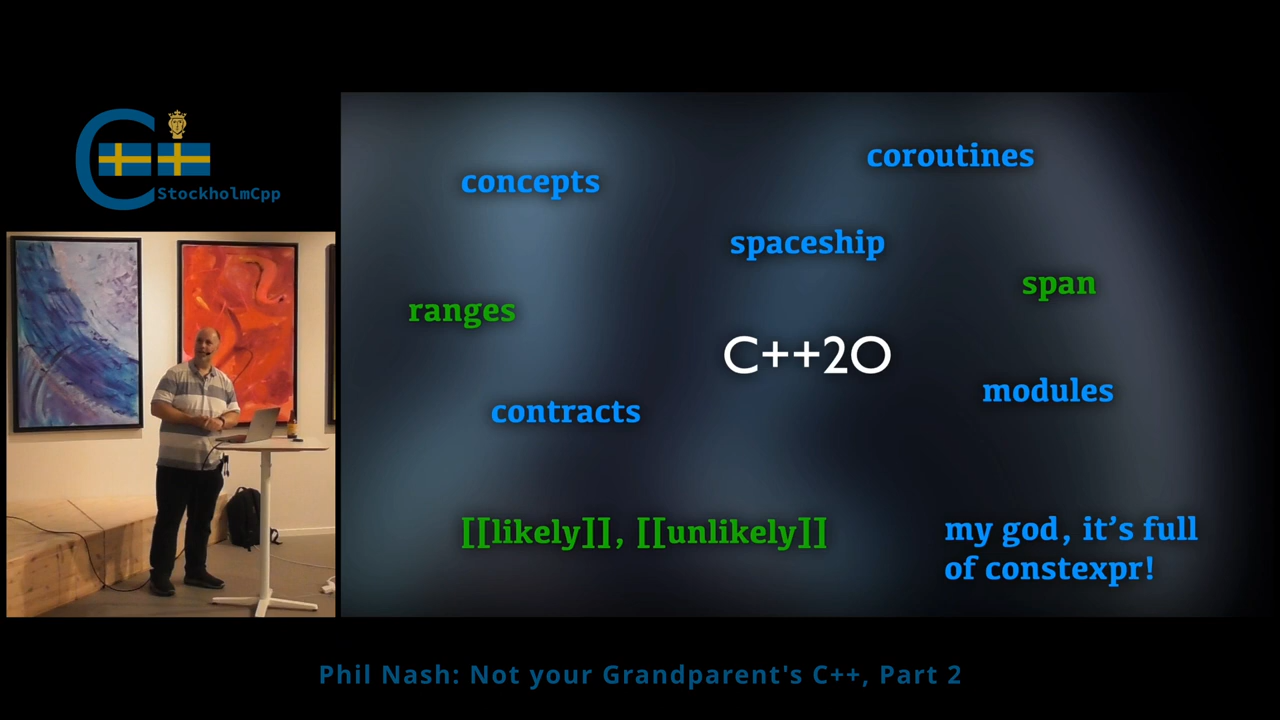 StockholmCpp
concepts
coroutines
spaceship
span
ranges
C++20
modules
contracts
[[likely]], [[unlikely]]
my god, it's full
of constexpr!
Phil Nash: Not your Grandparent's C++, Part 2